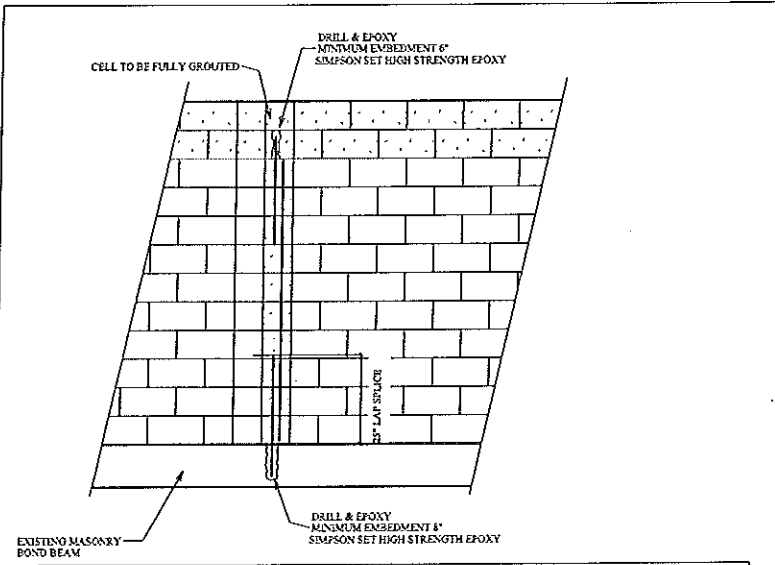 DRILL & EPOXY
MINIMUM EMBEDMENT 6"
SIMPSON SET HIGH STRENGTH EPOXY
CELL TO BE FULLY GROUTED
25" LAP SPLICE
DRILL & EPOXY
MINIMUM EMBEDMENT 8"
SIMPSON SET HIGH STRENGTH EPOXY
EXISTING MASONRY
BOND BEAM